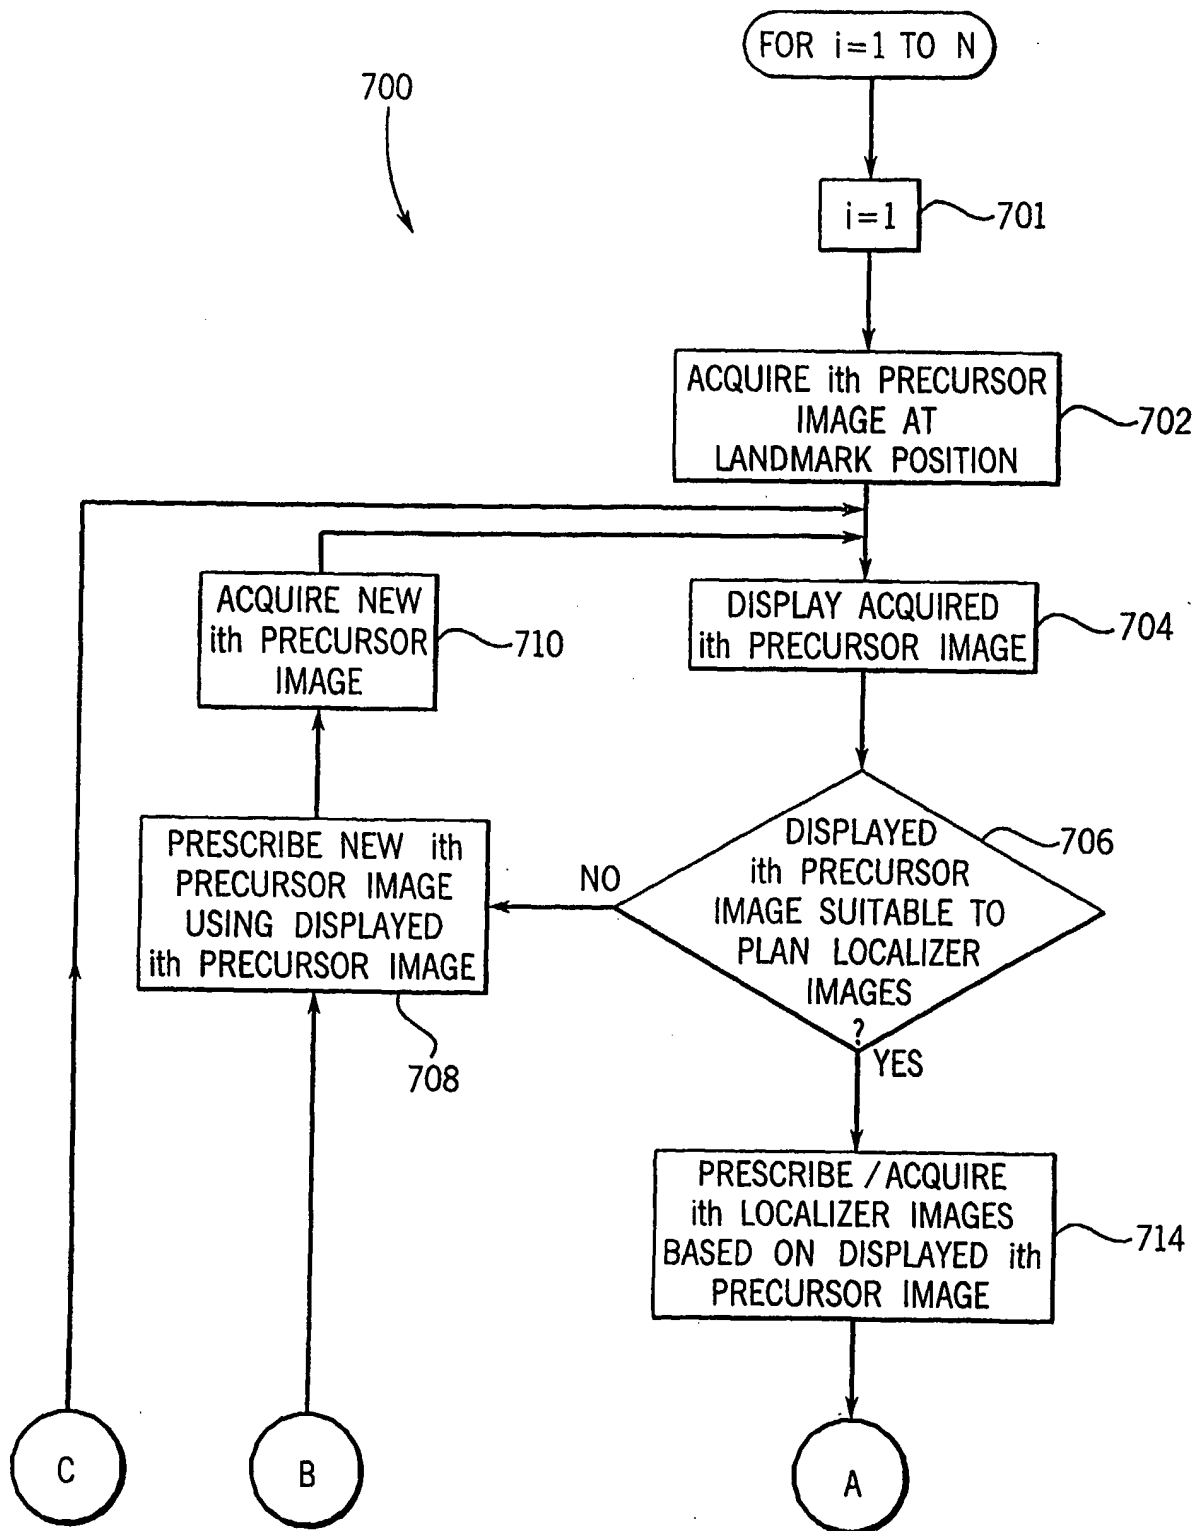 FOR i=1 TO N
700
i=1
701
ACQUIRE ith PRECURSOR
IMAGE AT
LANDMARK POSITION
702
ACQUIRE NEW
ith PRECURSOR
IMAGE
710
DISPLAY ACQUIRED
ith PRECURSOR IMAGE
704
PRESCRIBE NEW ith
PRECURSOR IMAGE
USING DISPLAYED
ith PRECURSOR IMAGE
708
NO
DISPLAYED
ith PRECURSOR
IMAGE SUITABLE TO
PLAN LOCALIZER
IMAGES
?
706
YES
PRESCRIBE / ACQUIRE
ith LOCALIZER IMAGES
BASED ON DISPLAYED ith
PRECURSOR IMAGE
714
C
B
A